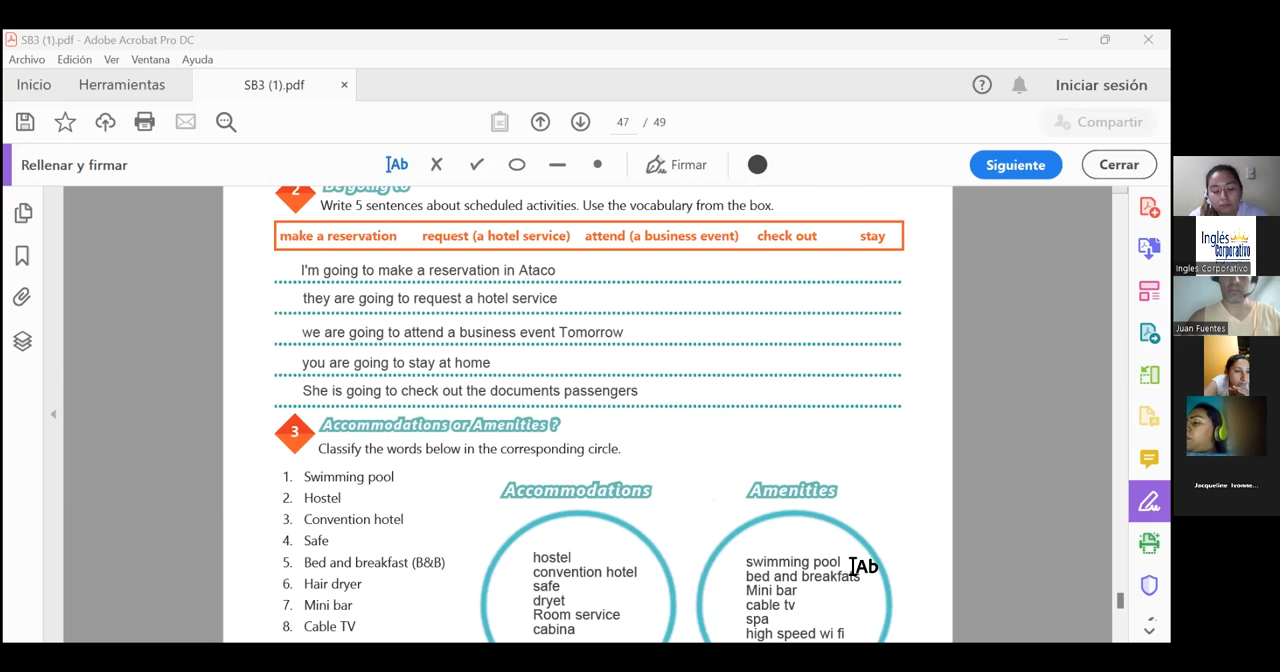 SB3 (1).pdf - Adobe Acrobat Pro DC
Archivo Edición Ver Ventana Ayuda
Inicio Herramientas SB3 (1).pdf × Iniciar sesión
47 / 49 Compartir
Rellenar y firmar Ab Firmar Siguiente Cerrar
2 Be going to
Write 5 sentences about scheduled activities. Use the vocabulary from the box.
make a reservation request (a hotel service) attend (a business event) check out stay
I'm going to make a reservation in Ataco
they are going to request a hotel service
we are going to attend a business event Tomorrow
you are going to stay at home
She is going to check out the documents passengers
3 Accommodations or Amenities ?
Classify the words below in the corresponding circle.
1. Swimming pool
2. Hostel
3. Convention hotel
4. Safe
5. Bed and breakfast (B&B)
6. Hair dryer
7. Mini bar
8. Cable TV
Accommodations
hostel
convention hotel
safe
dryet
Room service
cabina
Amenities
swimming pool
bed and breakfats
Mini bar
cable tv
spa
high speed wi fi
Ab
Inglés
Corporativo
Ingles Corporativo
Juan Fuentes
Jacqueline Ivonne...